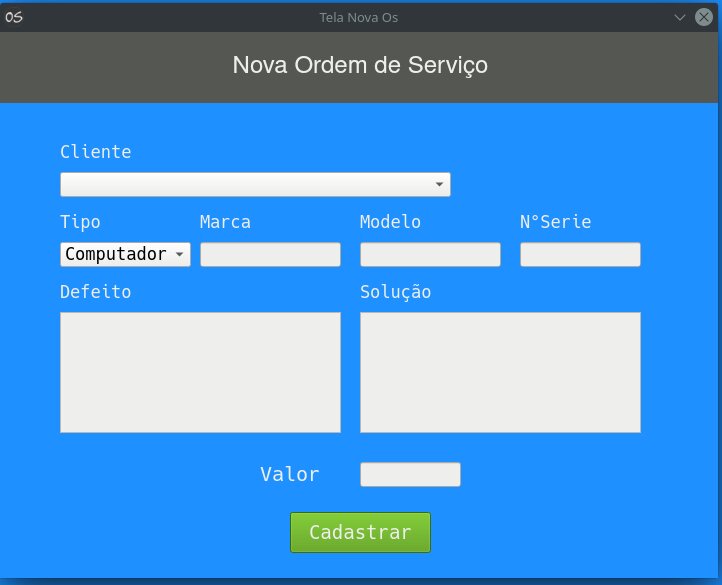 OS Tela Nova Os
Nova Ordem de Serviço
Cliente
Tipo Marca Modelo N°Serie
Computador
Defeito Solução
Valor
Cadastrar